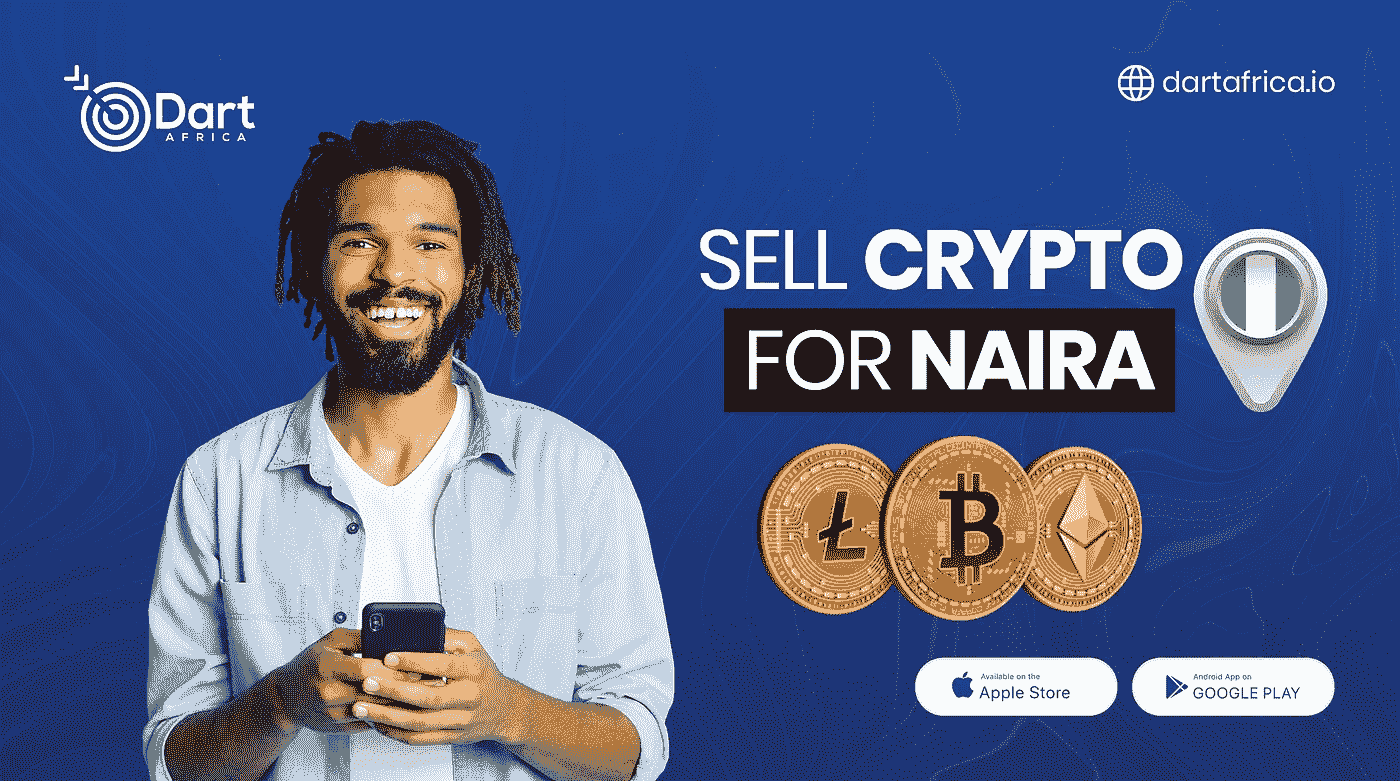 Dart
AFRICA
dartafrica.io
SELL CRYPTO
FOR NAIRA
Available on the
Apple Store
Android App on
GOOGLE PLAY